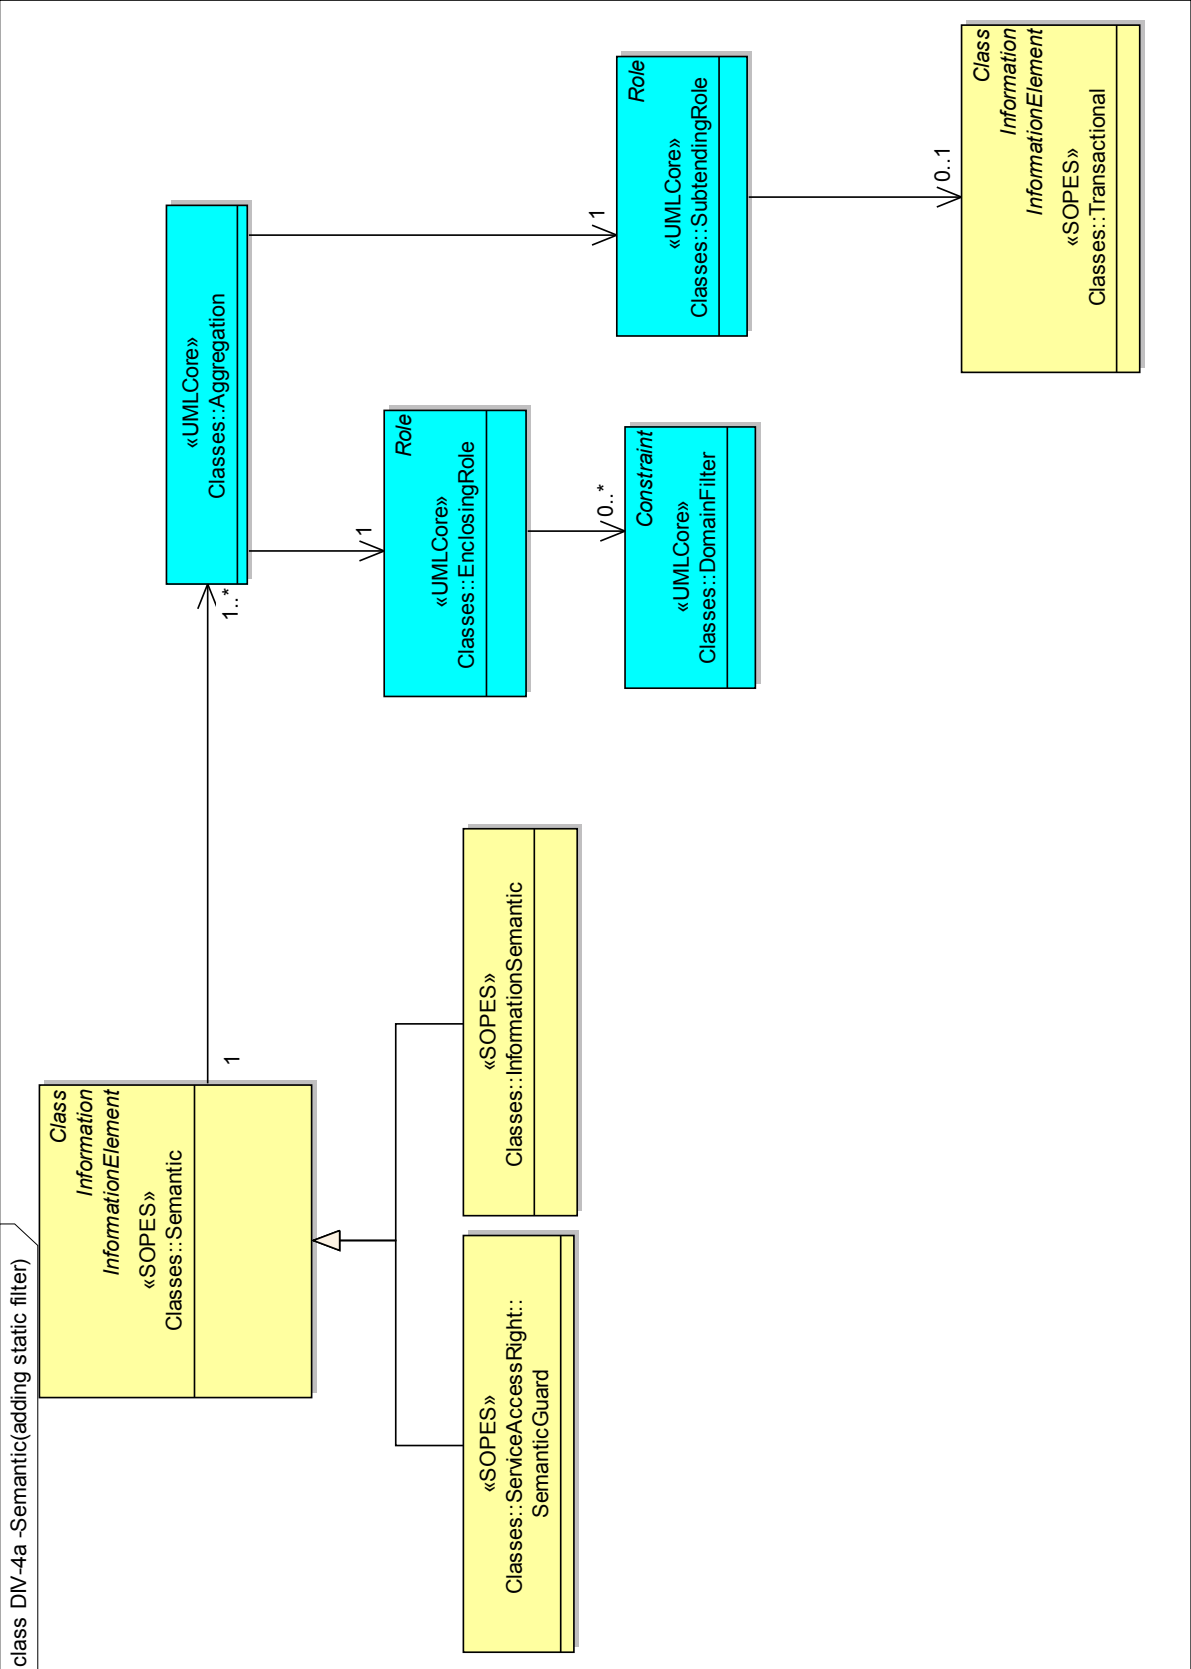 class DIV-4a -Semantic(adding static filter)
Class
Information
InformationElement
«SOPES»
Classes::Semantic
1
1..*
«UMLCore»
Classes::Aggregation
1
1
Role
«UMLCore»
Classes::EnclosingRole
0..*
Constraint
«UMLCore»
Classes::DomainFilter
Role
«UMLCore»
Classes::SubtendingRole
0..1
Class
Information
InformationElement
«SOPES»
Classes::Transactional
«SOPES»
Classes::ServiceAccessRight::
SemanticGuard
«SOPES»
Classes::InformationSemantic